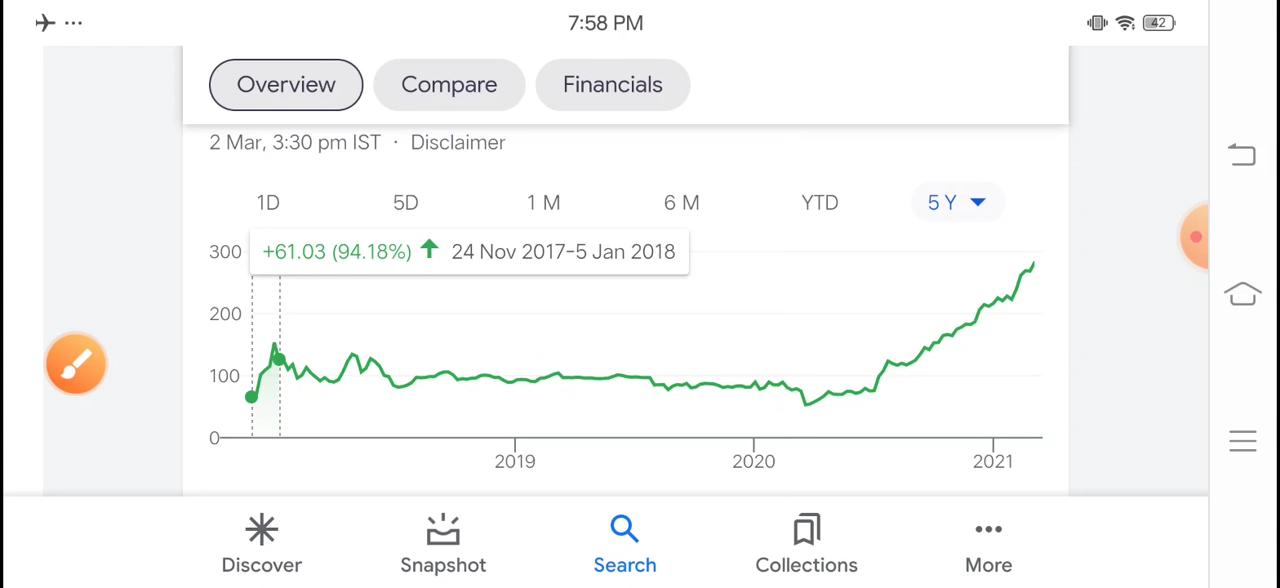 7:58 PM
42
Overview Compare Financials
2 Mar, 3:30 pm IST · Disclaimer
1D 5D 1 M 6 M YTD 5 Y
+61.03 (94.18%) 24 Nov 2017-5 Jan 2018
300
200
100
0
2019 2020 2021
Discover Snapshot Search Collections More